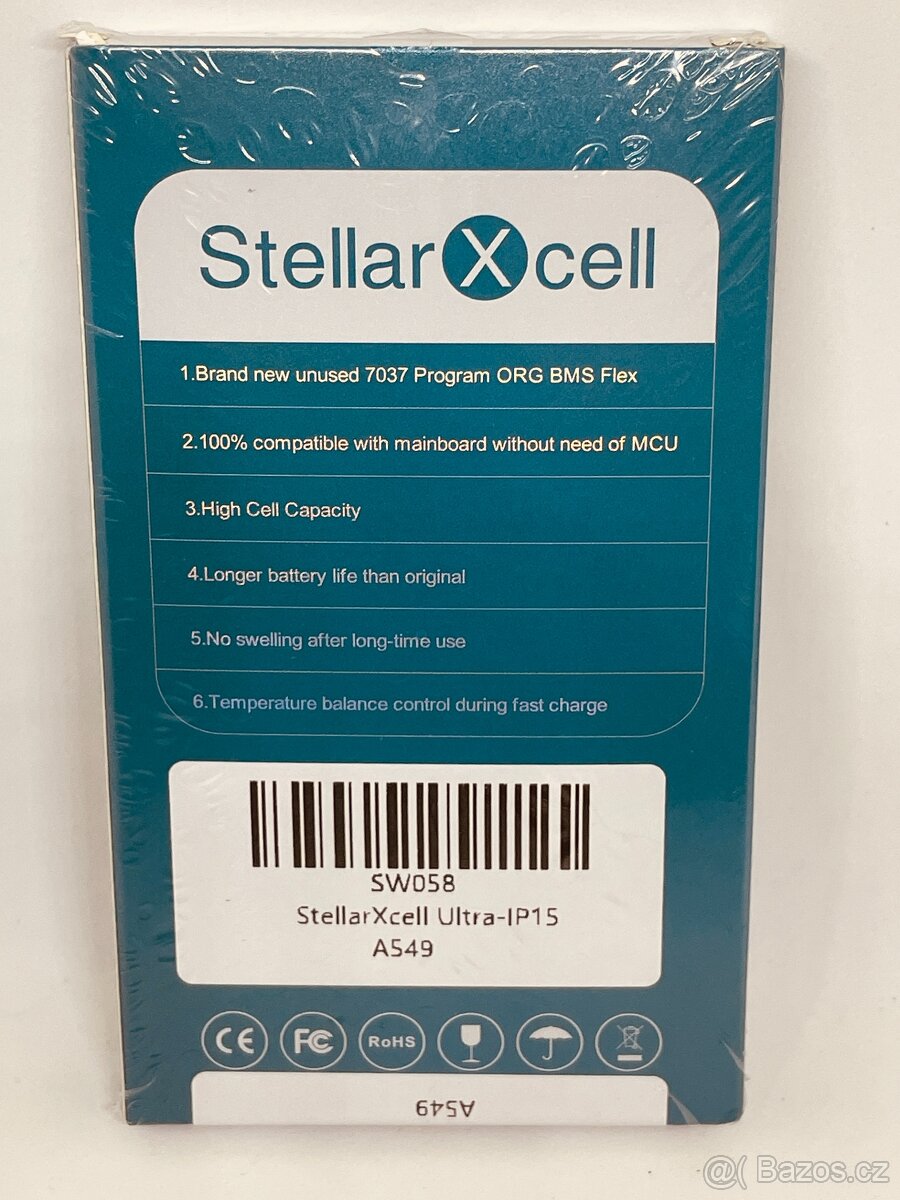 StellarXcell
1.Brand new unused 7037 Program ORG BMS Flex
2.100% compatible with mainboard without need of MCU
3.High Cell Capacity
4.Longer battery life than original
5.No swelling after long-time use
6.Temperature balance control during fast charge
SW058
StellarXcell Ultra-IP15
A549
CE FC RoHS
A549
@( Bazos.cz